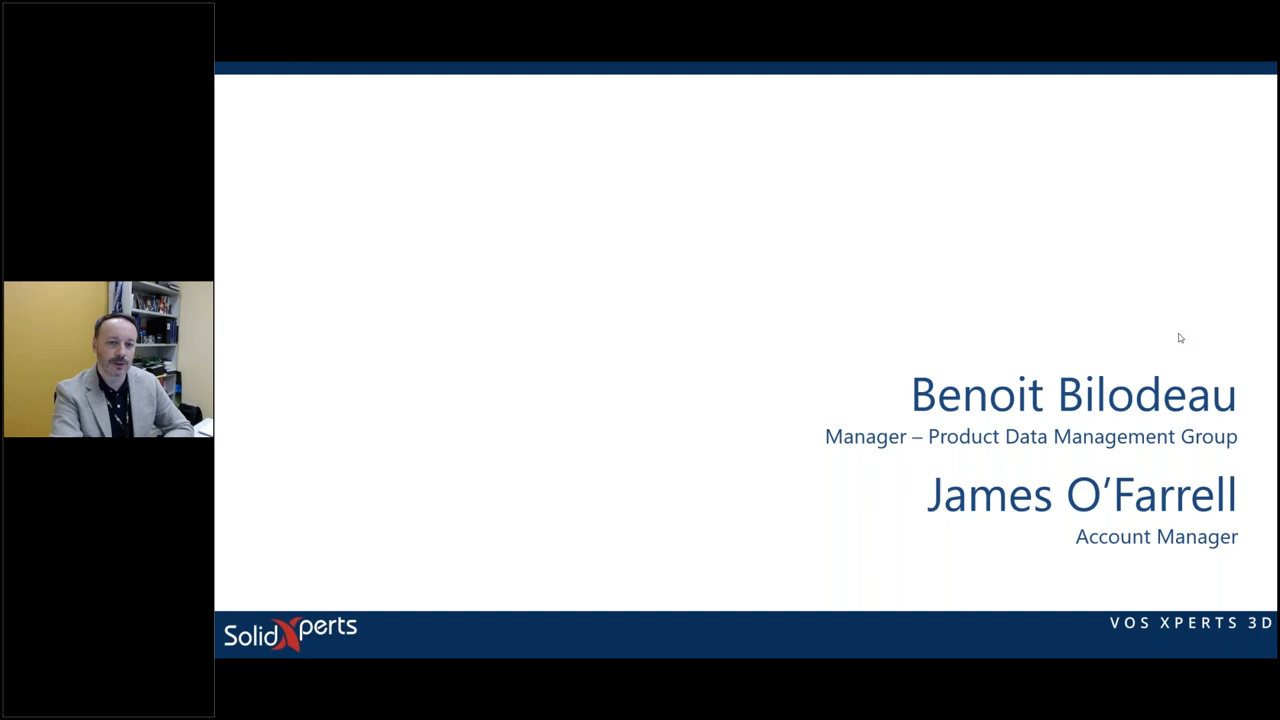 Benoit Bilodeau
Manager – Product Data Management Group
James O’Farrell
Account Manager
SolidXperts
VOS XPERTS 3D